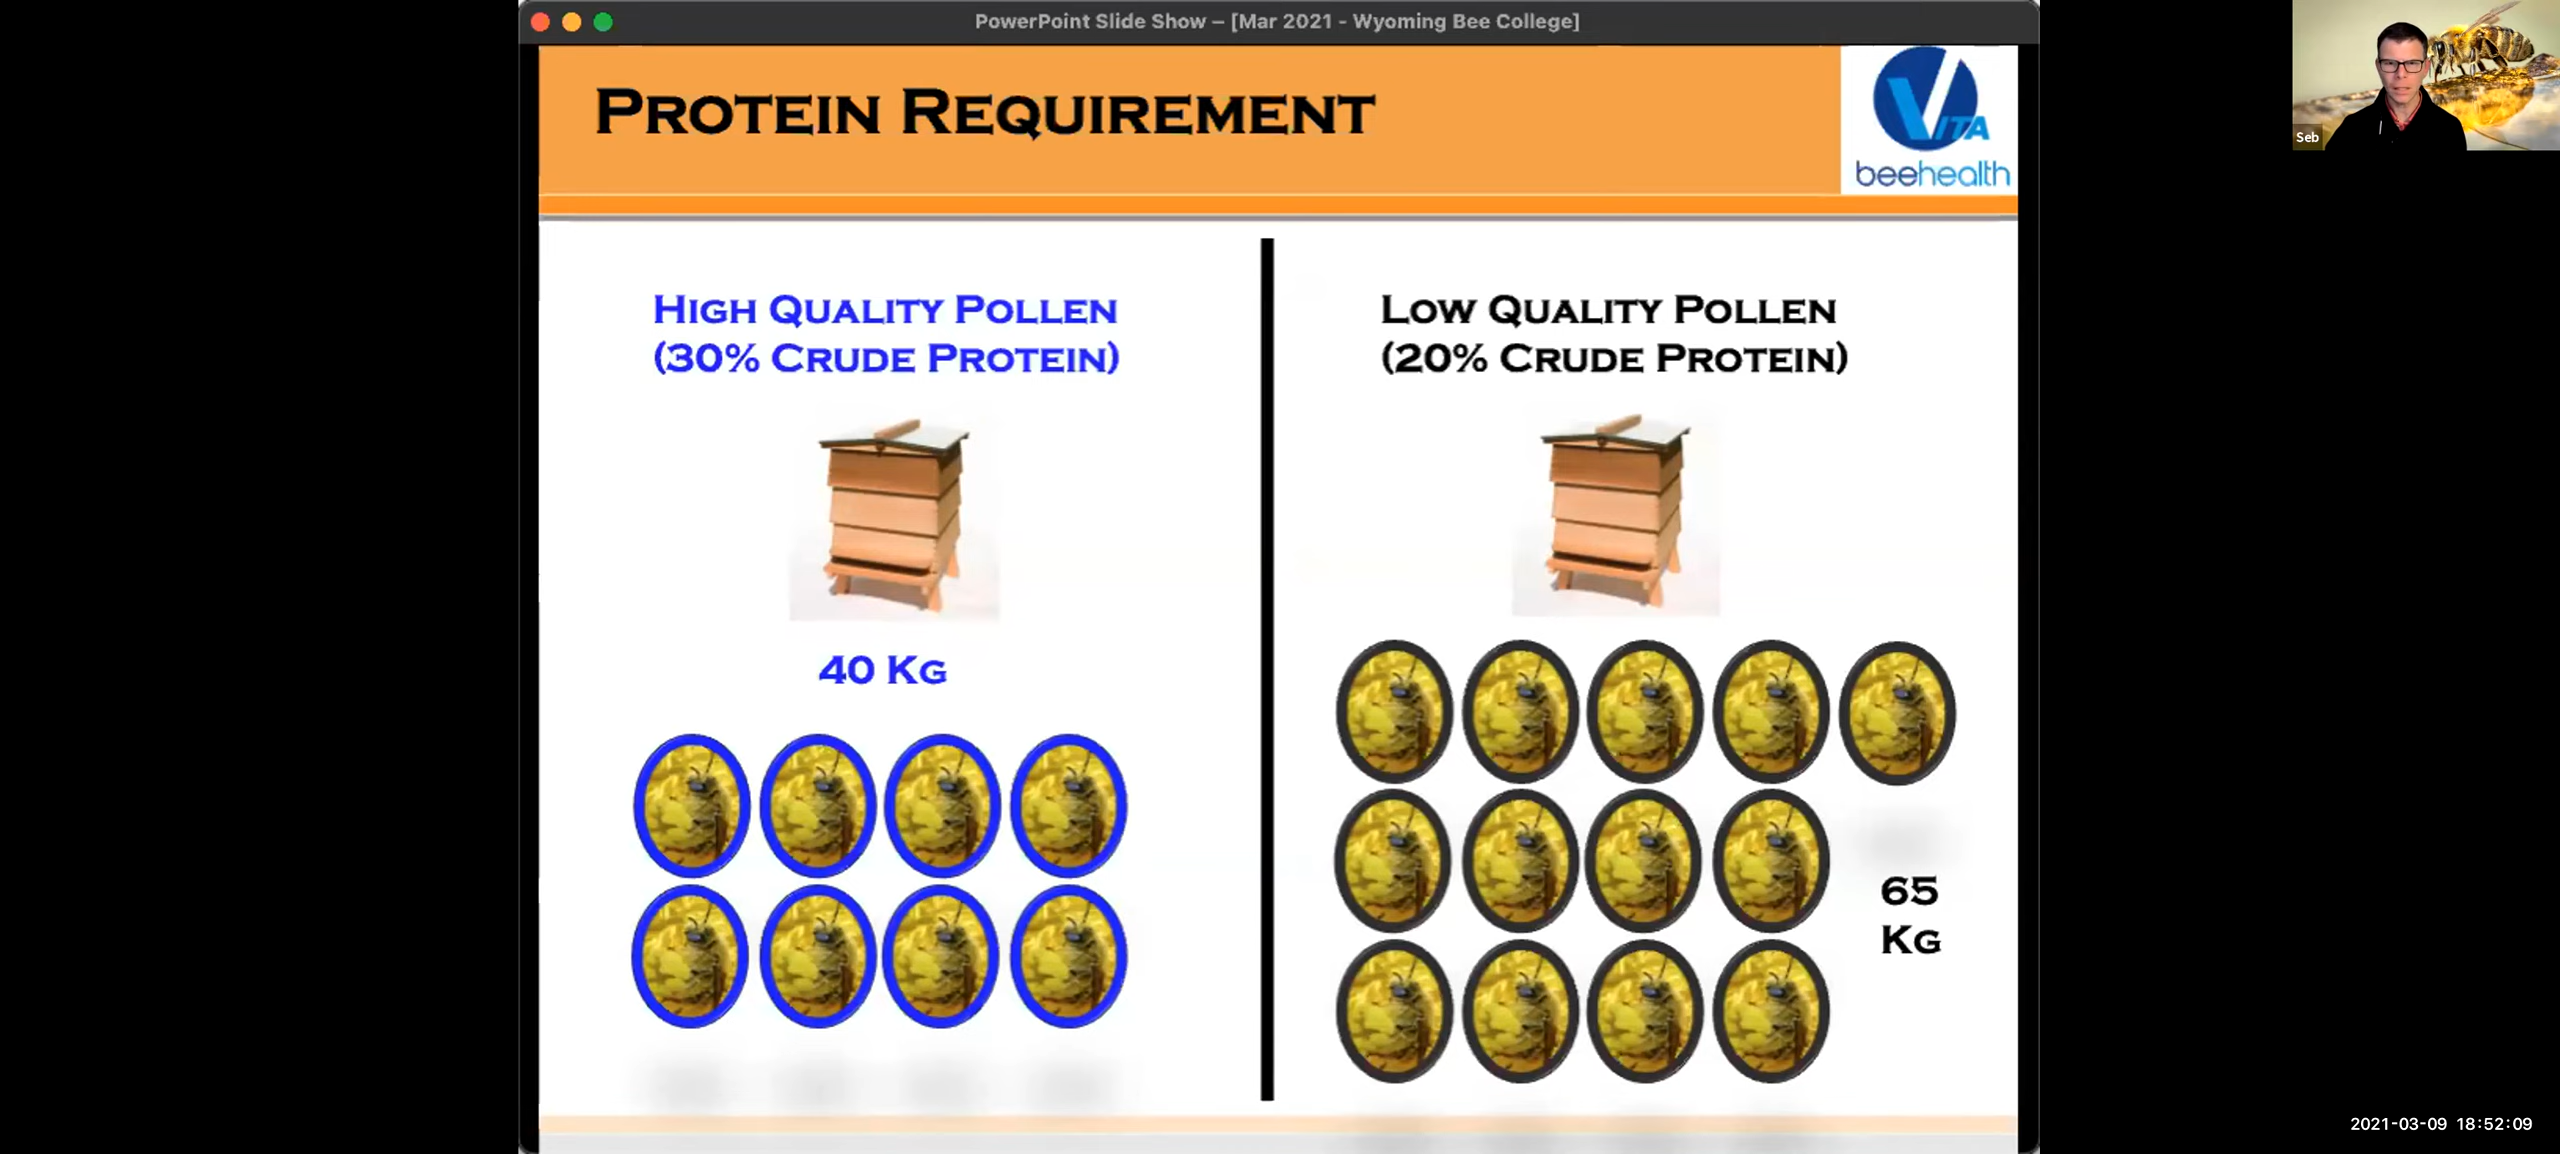 PowerPoint Slide Show – [Mar 2021 - Wyoming Bee College]
PROTEIN REQUIREMENT
VITA
beehealth
Seb
HIGH QUALITY POLLEN
(30% CRUDE PROTEIN)
40 KG
LOW QUALITY POLLEN
(20% CRUDE PROTEIN)
65
KG
2021-03-09 18:52:09